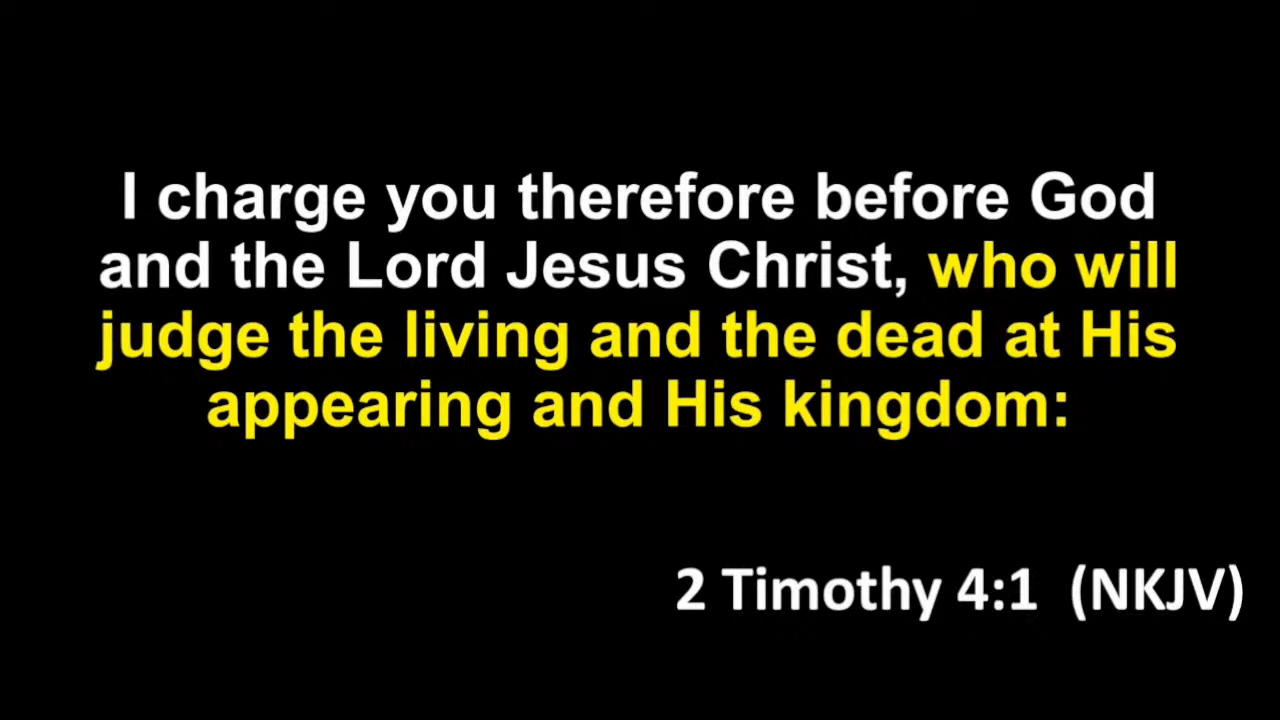 I charge you therefore before God
and the Lord Jesus Christ, who will
judge the living and the dead at His
appearing and His kingdom:
2 Timothy 4:1 (NKJV)